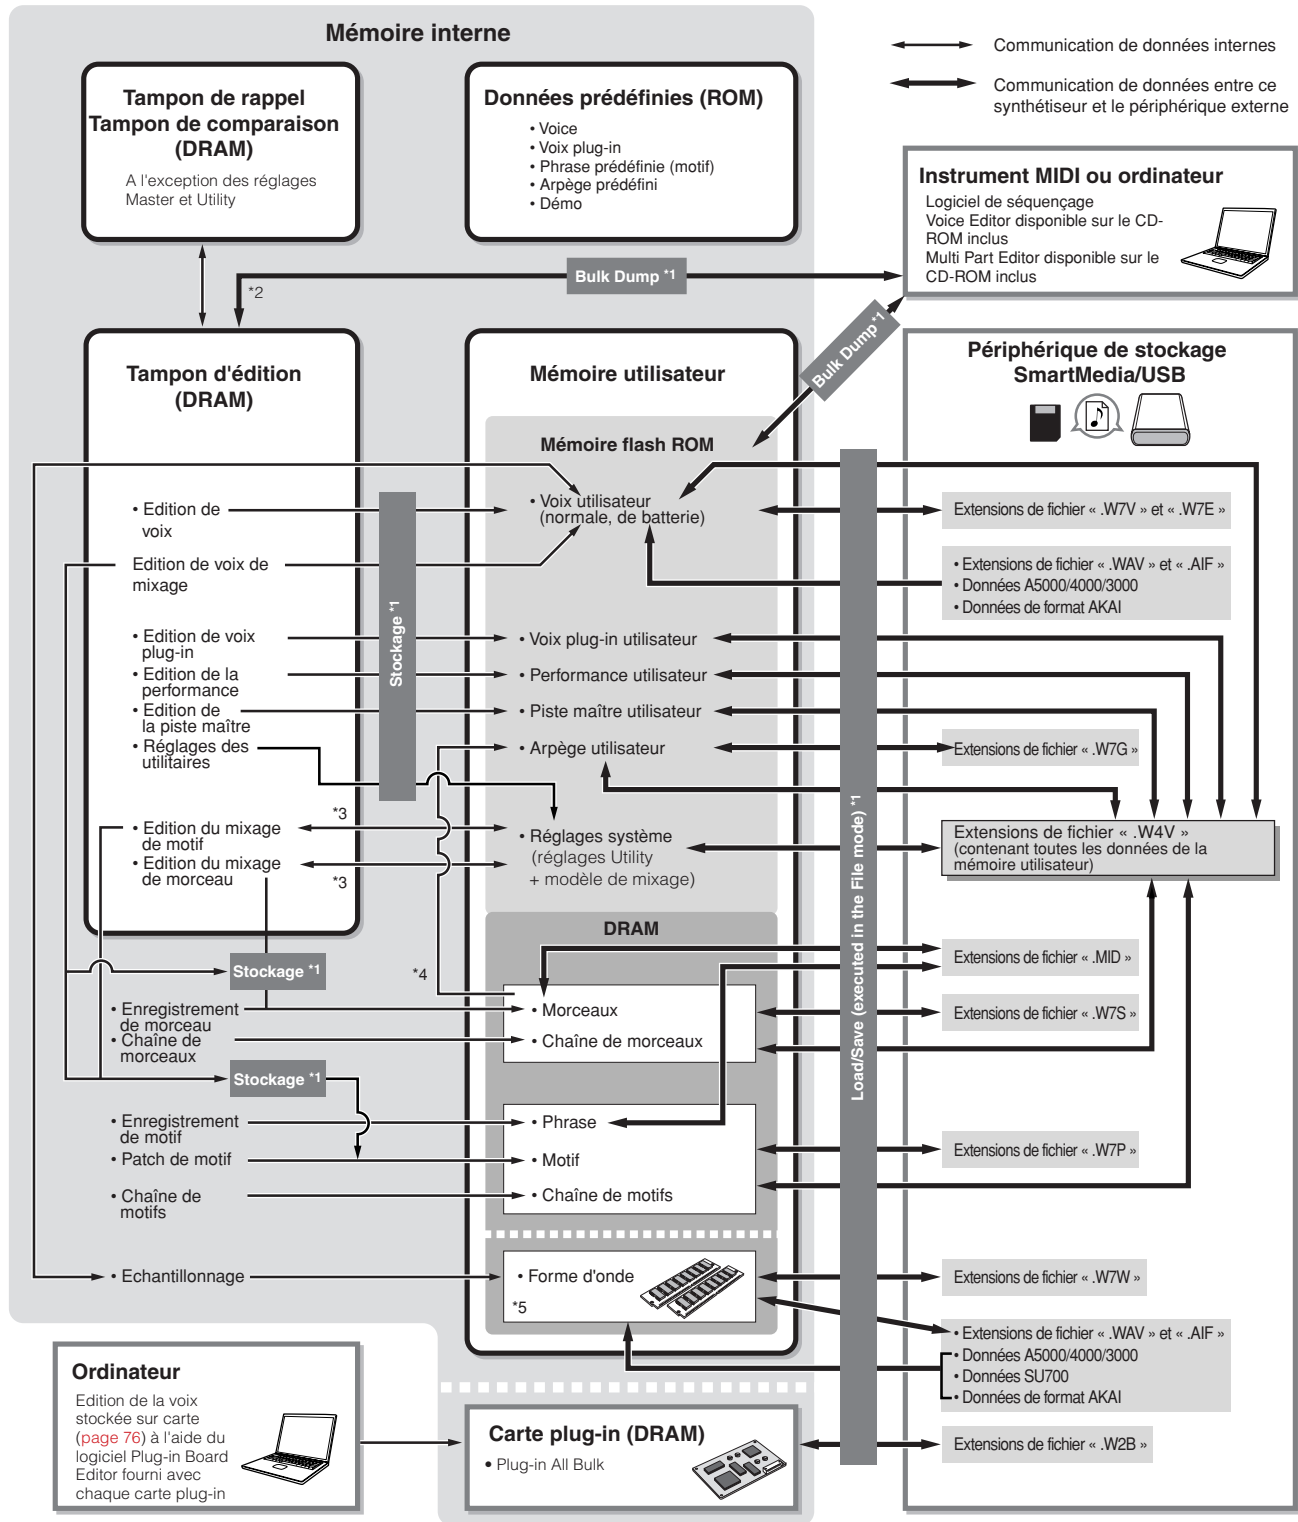 Mémoire interne
Communication de données internes
Communication de données entre ce
synthétiseur et le périphérique externe
Tampon de rappel
Tampon de comparaison
(DRAM)
A l'exception des réglages
Master et Utility
Données prédéfinies (ROM)
• Voice
• Voix plug-in
• Phrase prédéfinie (motif)
• Arpège prédéfini
• Démo
Instrument MIDI ou ordinateur
Logiciel de séquençage
Voice Editor disponible sur le CD-
ROM inclus
Multi Part Editor disponible sur le
CD-ROM inclus
Bulk Dump *1
*2
Bulk Dump *1
Tampon d'édition
(DRAM)
• Edition de
voix
Edition de voix de
mixage
• Edition de voix
plug-in
• Edition de la
performance
• Edition de
la piste maître
• Réglages des
utilitaires
• Edition du mixage
de motif
• Edition du mixage
de morceau
*3
*3
Stockage *1
Stockage *1
• Enregistrement
de morceau
• Chaîne de
morceaux
Stockage *1
• Enregistrement
de motif
• Patch de motif
• Chaîne de
motifs
• Echantillonnage
Mémoire utilisateur
Mémoire flash ROM
• Voix utilisateur
(normale, de batterie)
• Voix plug-in utilisateur
• Performance utilisateur
• Piste maître utilisateur
• Arpège utilisateur
• Réglages système
(réglages Utility
+ modèle de mixage)
DRAM
*4
• Morceaux
• Chaîne de morceaux
• Phrase
• Motif
• Chaîne de motifs
• Forme d'onde
*5
Load/Save (executed in the File mode) *1
Périphérique de stockage
SmartMedia/USB
Extensions de fichier « .W7V » et « .W7E »
• Extensions de fichier « .WAV » et « .AIF »
• Données A5000/4000/3000
• Données de format AKAI
Extensions de fichier « .W7G »
Extensions de fichier « .W4V »
(contenant toutes les données de la
mémoire utilisateur)
Extensions de fichier « .MID »
Extensions de fichier « .W7S »
Extensions de fichier « .W7P »
Extensions de fichier « .W7W »
• Extensions de fichier « .WAV » et « .AIF »
• Données A5000/4000/3000
• Données SU700
• Données de format AKAI
Extensions de fichier « .W2B »
Ordinateur
Edition de la voix
stockée sur carte
(page 76) à l'aide du
logiciel Plug-in Board
Editor fourni avec
chaque carte plug-in
Carte plug-in (DRAM)
• Plug-in All Bulk